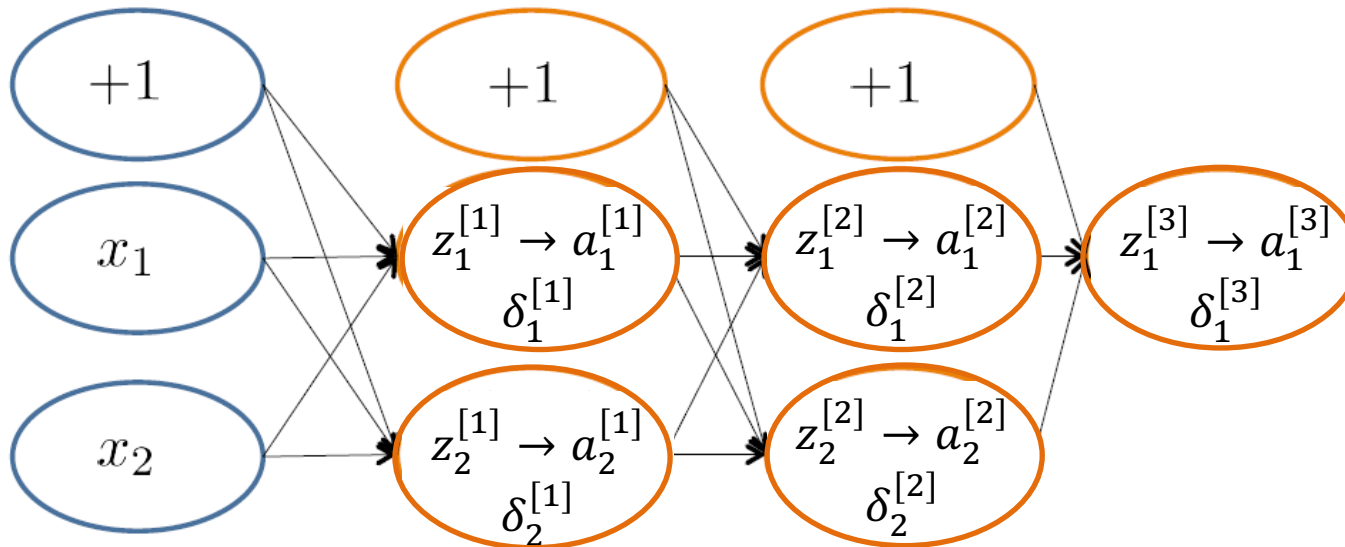 +1 +1 +1
x₁ z₁^[1] → a₁^[1] z₁^[2] → a₁^[2] z₁^[3] → a₁^[3]
δ₁^[1] δ₁^[2] δ₁^[3]
x₂ z₂^[1] → a₂^[1] z₂^[2] → a₂^[2]
δ₂^[1] δ₂^[2]